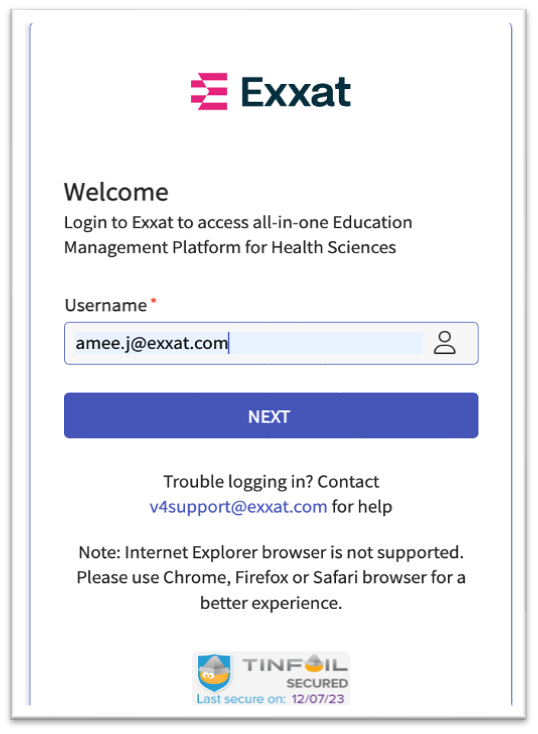 Exxat
Welcome
Login to Exxat to access all-in-one Education
Management Platform for Health Sciences
Username *
amee.j@exxat.com
NEXT
Trouble logging in? Contact
v4support@exxat.com for help
Note: Internet Explorer browser is not supported.
Please use Chrome, Firefox or Safari browser for a
better experience.
TINFOIL
SECURED
Last secure on: 12/07/23